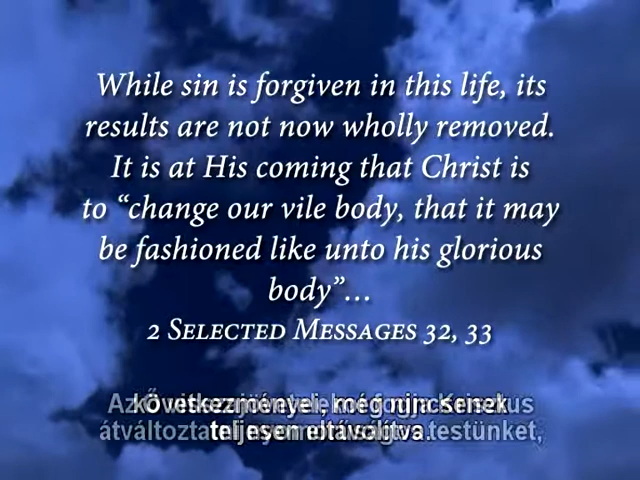 While sin is forgiven in this life, its
results are not now wholly removed.
It is at His coming that Christ is
to “change our vile body, that it may
be fashioned like unto his glorious
body”...
2 Selected Messages 32, 33
következményei, még nincsenek
teljesen eltávolítva.
átváltoztatja testünket,